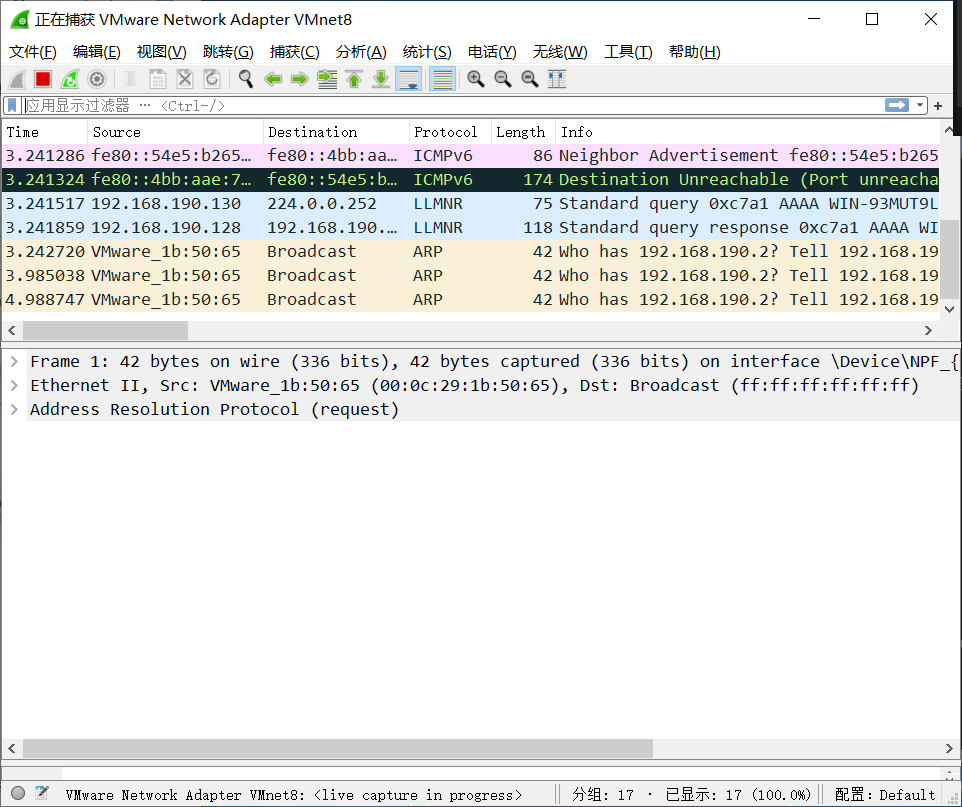 正在捕获 VMware Network Adapter VMnet8
文件(F) 编辑(E) 视图(V) 跳转(G) 捕获(C) 分析(A) 统计(S) 电话(Y) 无线(W) 工具(T) 帮助(H)
应用显示过滤器 … <Ctrl-/>
Time Source Destination Protocol Length Info
3.241286 fe80::54e5:b265… fe80::4bb:aa… ICMPv6 86 Neighbor Advertisement fe80::54e5:b265
3.241324 fe80::4bb:aae:7… fe80::54e5:b… ICMPv6 174 Destination Unreachable (Port unreacha
3.241517 192.168.190.130 224.0.0.252 LLMNR 75 Standard query 0xc7a1 AAAA WIN-93MUT9L
3.241859 192.168.190.128 192.168.190.… LLMNR 118 Standard query response 0xc7a1 AAAA WI
3.242720 VMware_1b:50:65 Broadcast ARP 42 Who has 192.168.190.2? Tell 192.168.19
3.985038 VMware_1b:50:65 Broadcast ARP 42 Who has 192.168.190.2? Tell 192.168.19
4.988747 VMware_1b:50:65 Broadcast ARP 42 Who has 192.168.190.2? Tell 192.168.19
Frame 1: 42 bytes on wire (336 bits), 42 bytes captured (336 bits) on interface \Device\NPF_{
Ethernet II, Src: VMware_1b:50:65 (00:0c:29:1b:50:65), Dst: Broadcast (ff:ff:ff:ff:ff:ff)
Address Resolution Protocol (request)
VMware Network Adapter VMnet8: <live capture in progress> 分组: 17 · 已显示: 17 (100.0%) 配置: Default